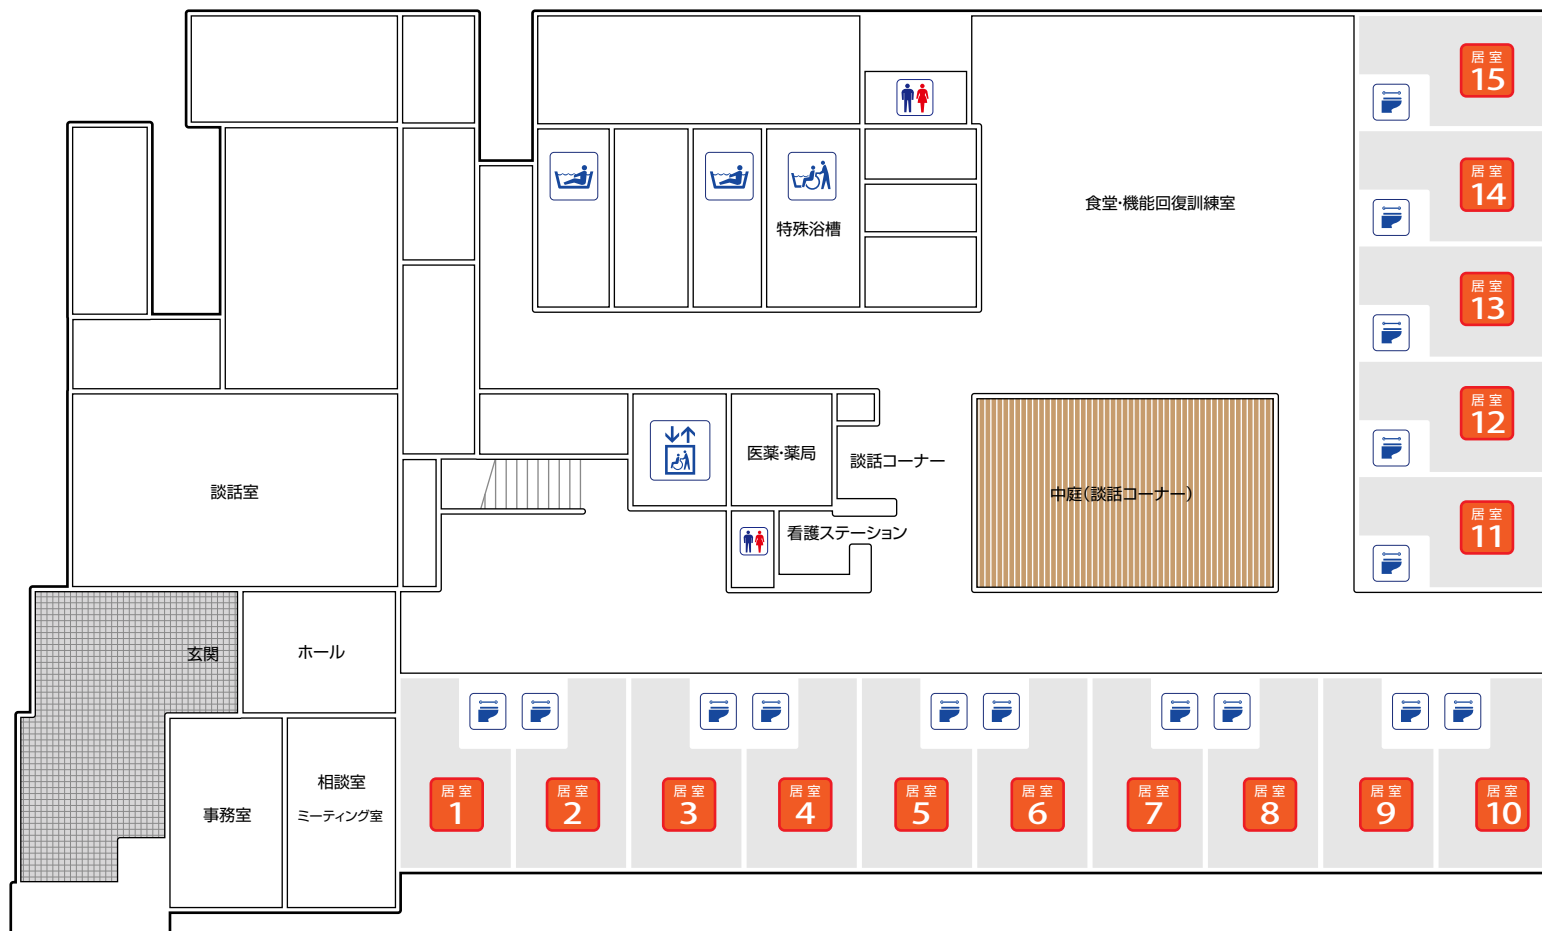 居室
15
居室
14
食堂・機能回復訓練室
特殊浴槽
居室
13
居室
12
医薬・薬局
談話コーナー
談話室
中庭(談話コーナー)
居室
11
看護ステーション
玄関
ホール
相談室
ミーティング室
事務室
居室
1
居室
2
居室
3
居室
4
居室
5
居室
6
居室
7
居室
8
居室
9
居室
10